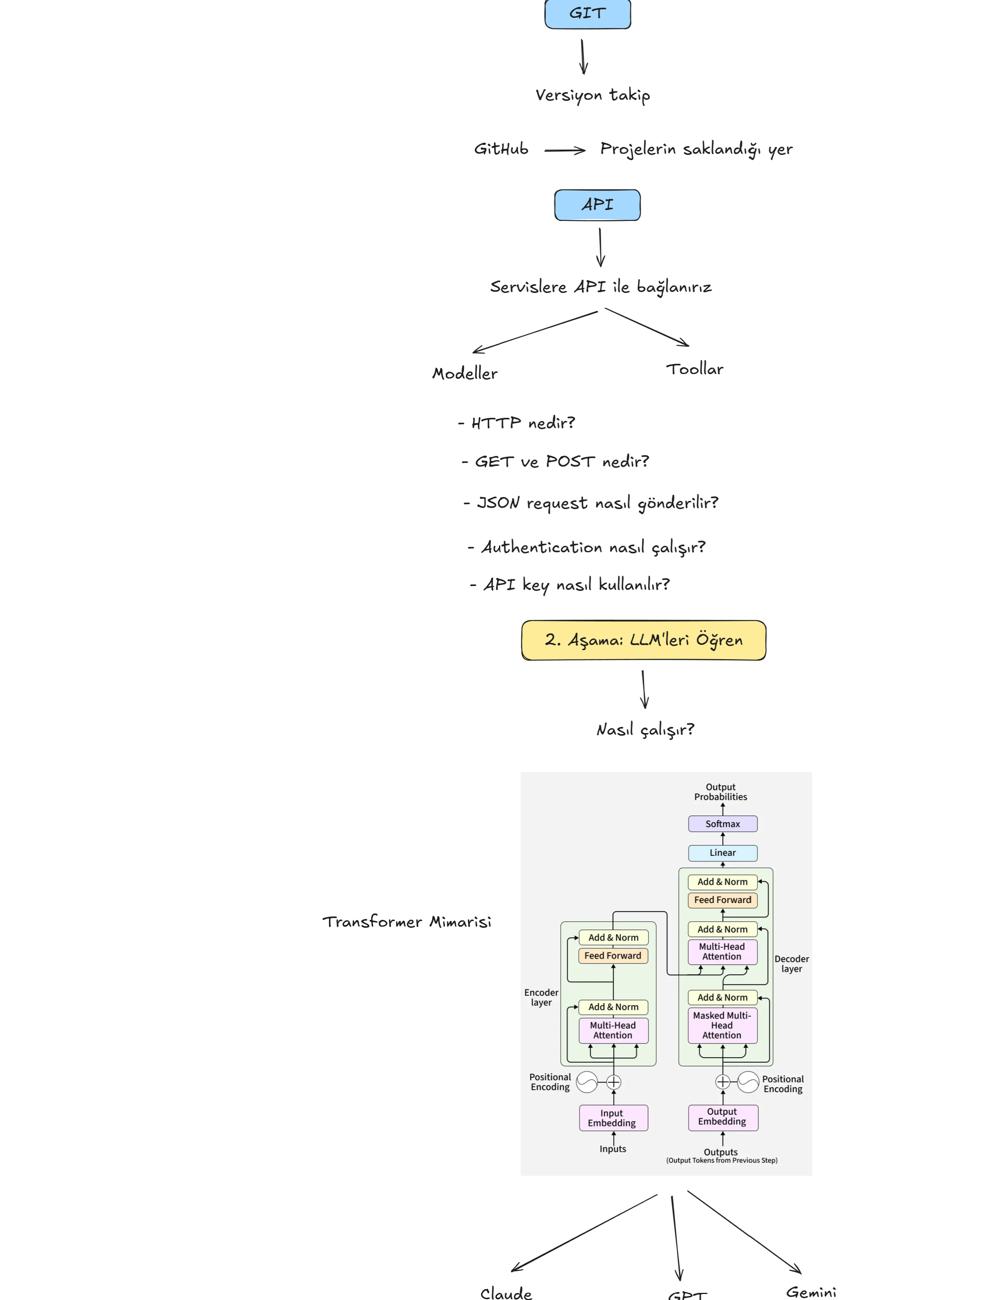 GIT
Versiyon takip
GitHub
Projelerin saklandığı yer
API
Servislere API ile bağlanırız
Modeller
Toollar
- HTTP nedir?
- GET ve POST nedir?
- JSON request nasıl gönderilir?
- Authentication nasıl çalışır?
- API key nasıl kullanılır?
2. Aşama: LLM'leri Öğren
Nasıl çalışır?
Transformer Mimarisi
Output
Probabilities
Softmax
Linear
Add & Norm
Feed Forward
Add & Norm
Multi-Head
Attention
Decoder
layer
Add & Norm
Masked Multi-
Head
Attention
Add & Norm
Feed Forward
Encoder
layer
Add & Norm
Multi-Head
Attention
Positional
Encoding
Positional
Encoding
Input
Embedding
Output
Embedding
Inputs
Outputs
(Output Tokens from Previous Step)
Claude
GPT
Gemini